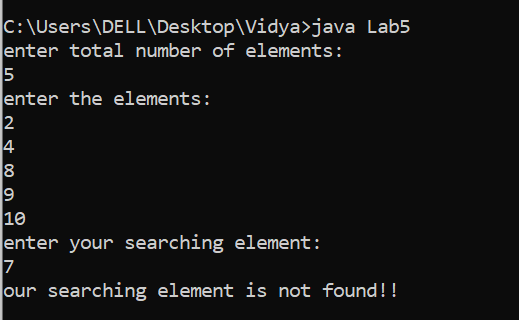 C:\Users\DELL\Desktop\Vidya>java Lab5
enter total number of elements:
5
enter the elements:
2
4
8
9
10
enter your searching element:
7
our searching element is not found!!